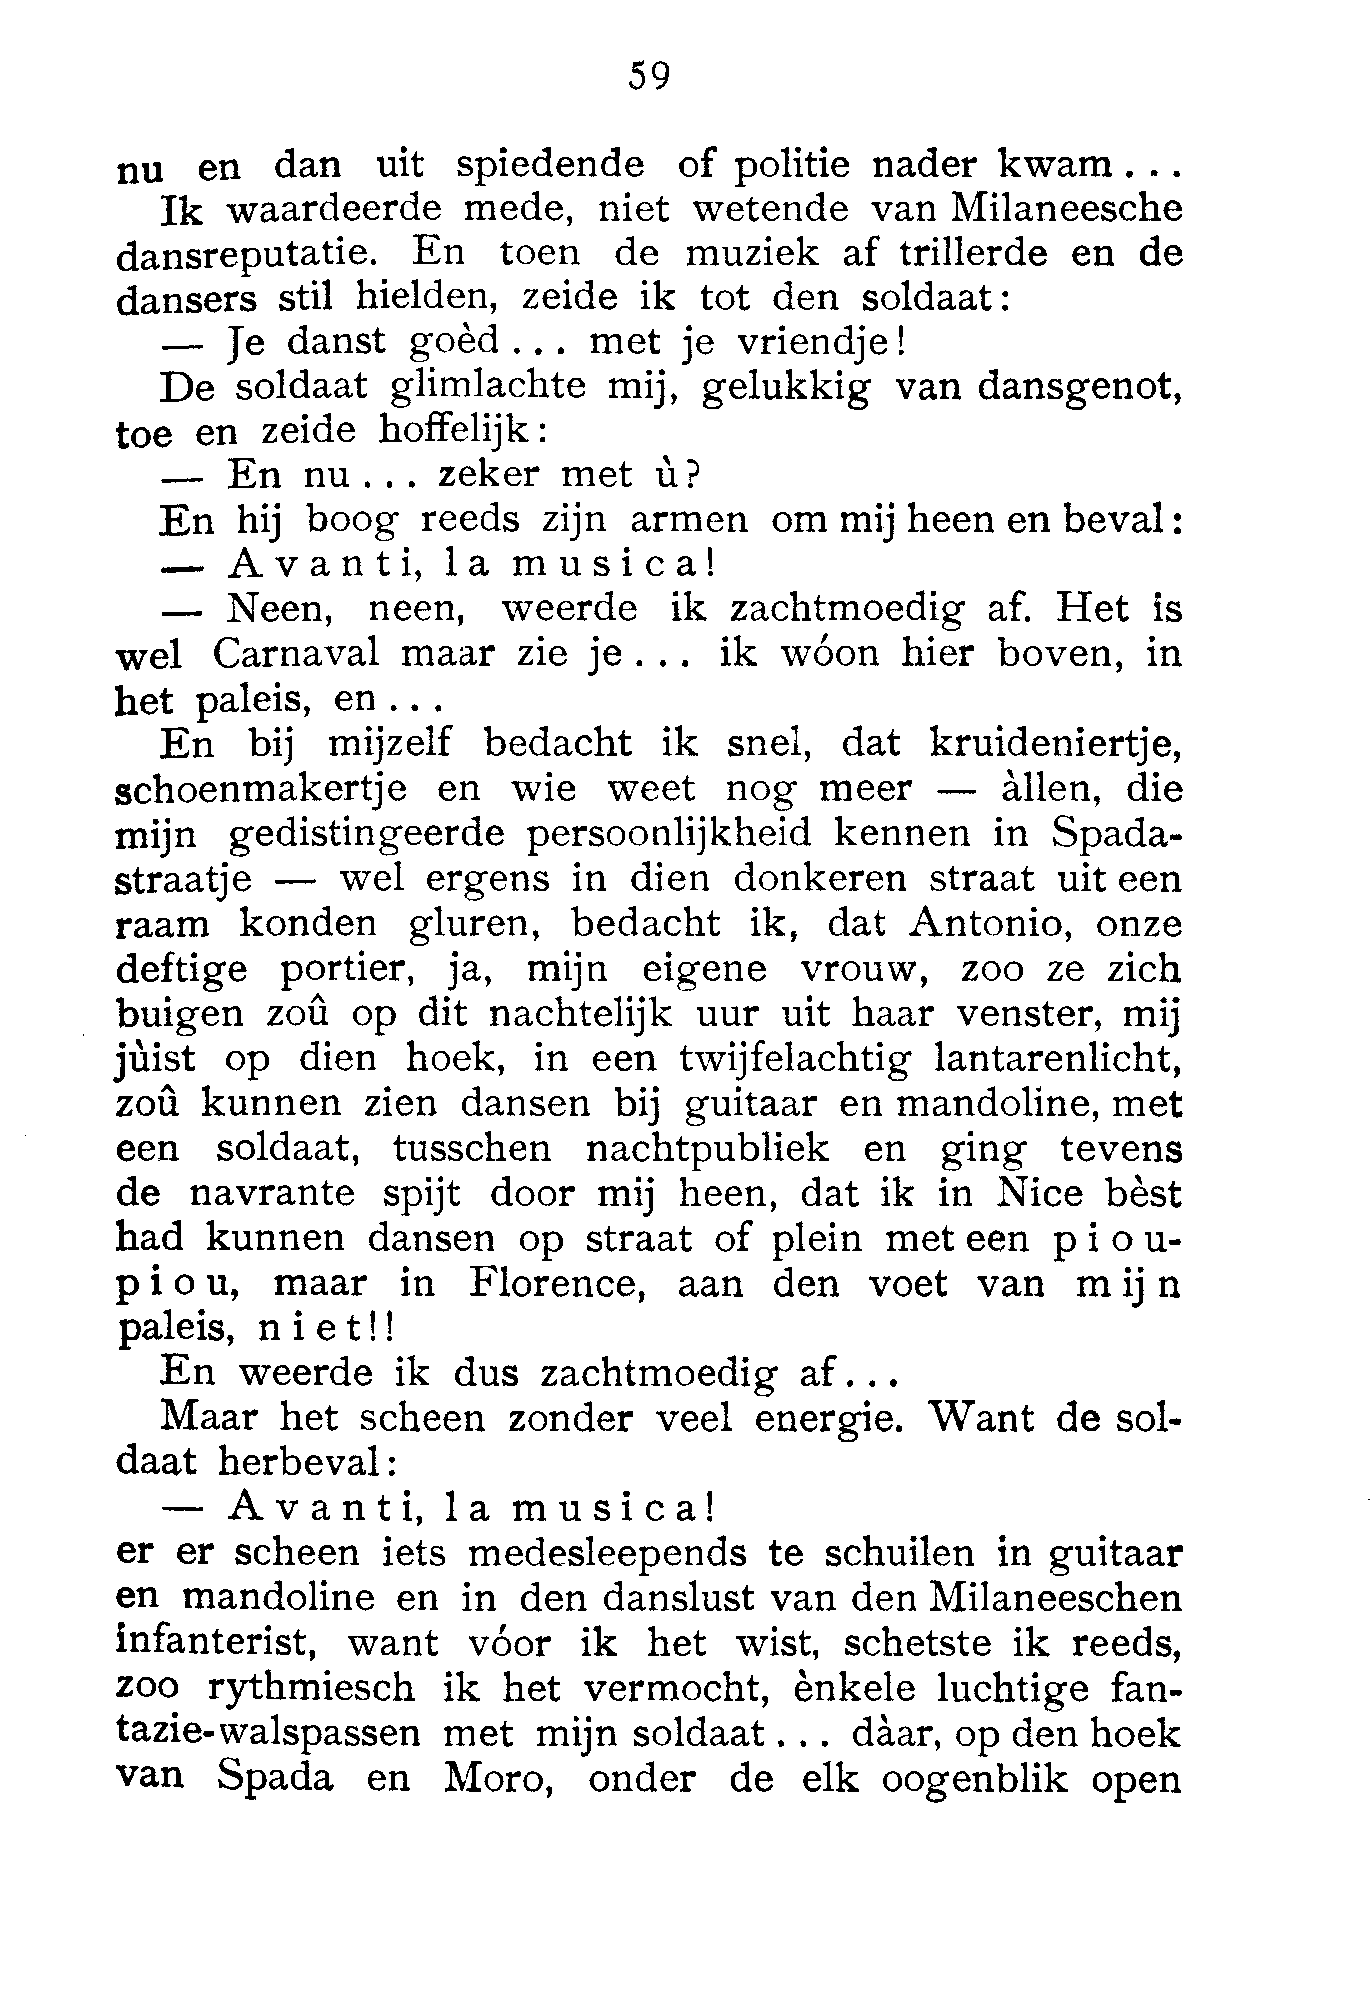 59
nu en dan uit spiedende of politie nader kwam...
Ik waardeerde mede, niet wetende van Milaneesche
dansreputatie. En toen de muziek af trillerde en de
dansers stil hielden, zeide ik tot den soldaat:
— Je danst goèd... met je vriendje!
De soldaat glimlachte mij, gelukkig van dansgenot,
toe en zeide hoffelijk:
— En nu... zeker met ù?
En hij boog reeds zijn armen om mij heen en beval:
— Avanti, la musica!
— Neen, neen, weerde ik zachtmoedig af. Het is
wel Carnaval maar zie je... ik wóon hier boven, in
het paleis, en...
En bij mijzelf bedacht ik snel, dat kruideniertje,
schoenmakertje en wie weet nog meer — àllen, die
mijn gedistingeerde persoonlijkheid kennen in Spada-
straatje — wel ergens in dien donkeren straat uit een
raam konden gluren, bedacht ik, dat Antonio, onze
deftige portier, ja, mijn eigene vrouw, zoo ze zich
buigen zoû op dit nachtelijk uur uit haar venster, mij
jùist op dien hoek, in een twijfelachtig lantarenlicht,
zoû kunnen zien dansen bij guitaar en mandoline, met
een soldaat, tusschen nachtpubliek en ging tevens
de navrante spijt door mij heen, dat ik in Nice bèst
had kunnen dansen op straat of plein met een piou-
piou, maar in Florence, aan den voet van mijn
paleis, niet!!
En weerde ik dus zachtmoedig af...
Maar het scheen zonder veel energie. Want de sol-
daat herbeval:
— Avanti, la musica!
er er scheen iets medesleepends te schuilen in guitaar
en mandoline en in den danslust van den Milaneeschen
infanterist, want vóor ik het wist, schetste ik reeds,
zoo rythmiesch ik het vermocht, ènkele luchtige fan-
tazie-walspassen met mijn soldaat... dàar, op den hoek
van Spada en Moro, onder de elk oogenblik open